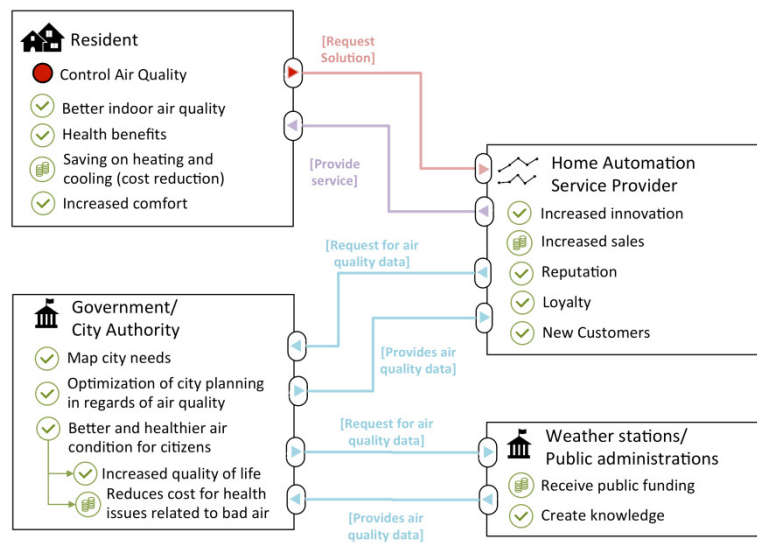 Resident
Control Air Quality
Better indoor air quality
Health benefits
Saving on heating and
cooling (cost reduction)
Increased comfort
[Request
Solution]
[Provide
service]
Home Automation
Service Provider
Increased innovation
Increased sales
Reputation
Loyalty
New Customers
[Request for air
quality data]
Government/
City Authority
Map city needs
Optimization of city planning
in regards of air quality
Better and healthier air
condition for citizens
Increased quality of life
Reduces cost for health
issues related to bad air
[Provides air
quality data]
[Request for air
quality data]
Weather stations/
Public administrations
Receive public funding
Create knowledge
[Provides air
quality data]